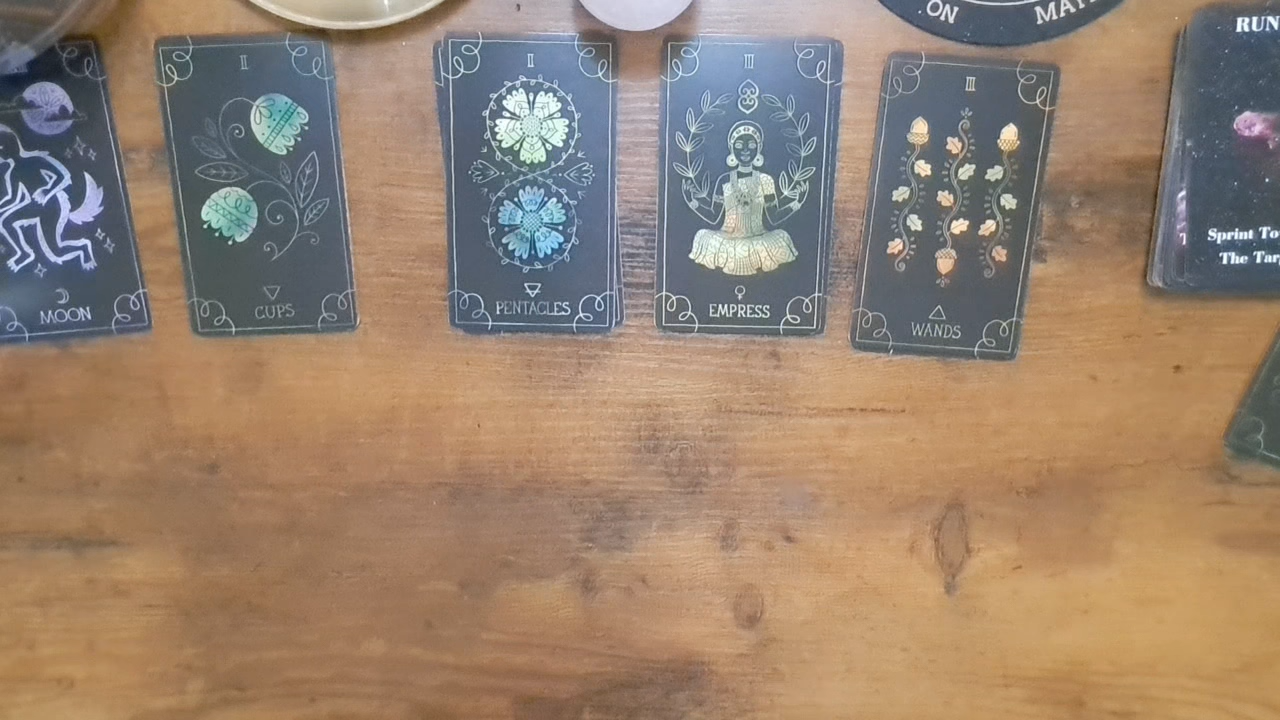 ON
II
II
III
III
RUN
MOON
CUPS
PENTACLES
EMPRESS
WANDS
Sprint To
The Tar